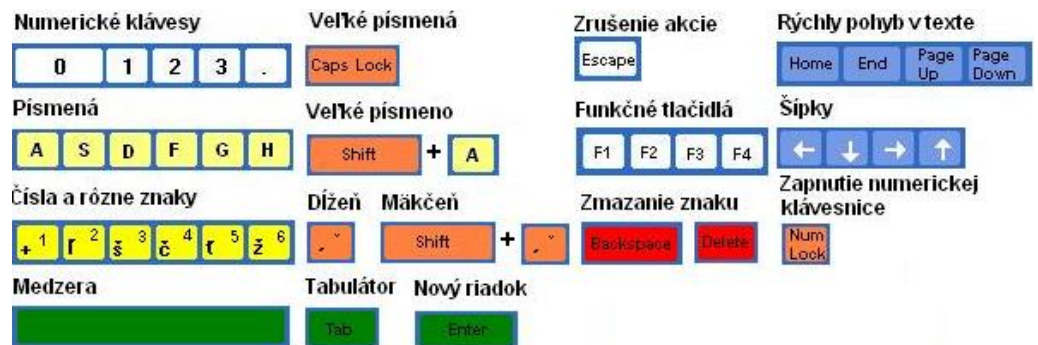 Numerické klávesy
0 1 2 3 .
Veľké písmená
Caps Lock
Zrušenie akcie
Escape
Rýchly pohyb v texte
Home End Page Up Page Down
Písmená
A S D F G H
Veľké písmeno
Shift + A
Funkčné tlačidlá
F1 F2 F3 F4
Šípky
← ↓ → ↑
Čísla a rôzne znaky
+ 1 ľ 2 š 3 č 4 ť 5 ž 6
Dĺžeň
Mäkčeň
Shift +
Zmazanie znaku
Backspace Delete
Zapnutie numerickej
klávesnice
Num
Lock
Medzera
Tabulátor
Tab
Nový riadok
Enter